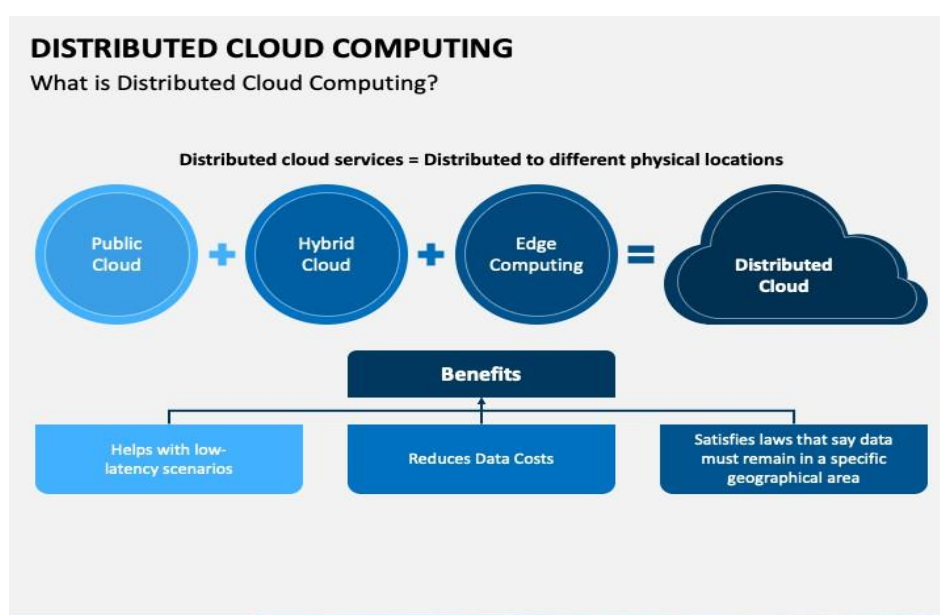 DISTRIBUTED CLOUD COMPUTING
What is Distributed Cloud Computing?
Distributed cloud services = Distributed to different physical locations
Public
Cloud
+
Hybrid
Cloud
+
Edge
Computing
=
Distributed
Cloud
Benefits
Helps with low-
latency scenarios
Reduces Data Costs
Satisfies laws that say data
must remain in a specific
geographical area